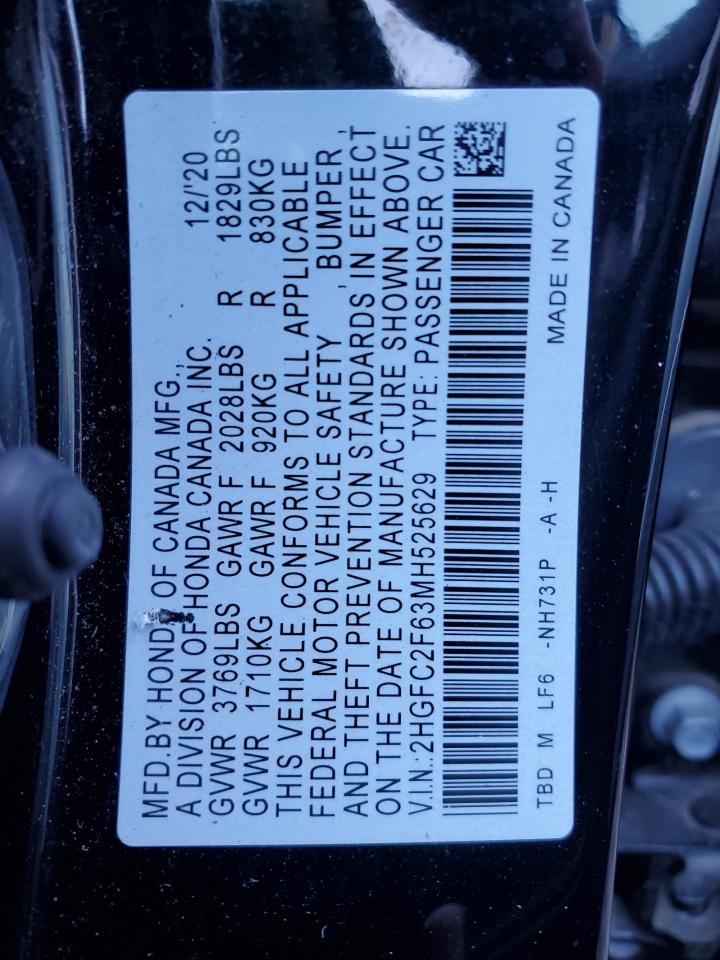 MFD.BY HONDA OF CANADA MFG., 12/'20
A DIVISION OF HONDA CANADA INC.
GVWR 3769LBS GAWR F 2028LBS R 1829LBS
GVWR 1710KG GAWR F 920KG R 830KG
THIS VEHICLE CONFORMS TO ALL APPLICABLE
FEDERAL MOTOR VEHICLE SAFETY , BUMPER ,
AND THEFT PREVENTION STANDARDS IN EFFECT
ON THE DATE OF MANUFACTURE SHOWN ABOVE.
V.I.N.:2HGFC2F63MH525629 TYPE: PASSENGER CAR
TBD M LF6 -NH731P -A -H MADE IN CANADA